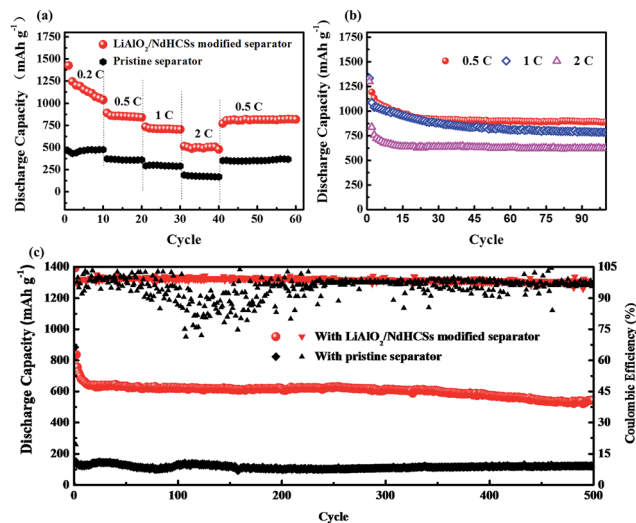 (a)
1750
1500
1250
1000
750
500
250
0
Discharge Capacity (mAh g⁻¹)
LiAlO₂/NdHCSs modified separator
Pristine separator
0.2 C
0.5 C
1 C
2 C
0.5 C
0 10 20 30 40 50 60
Cycle
(b)
1750
1500
1250
1000
750
500
250
0
Discharge Capacity (mAh g⁻¹)
0.5 C 1 C 2 C
0 15 30 45 60 75 90
Cycle
(c)
1400
1200
1000
800
600
400
200
0
Discharge Capacity (mAh g⁻¹)
With LiAlO₂/NdHCSs modified separator
With pristine separator
105
90
75
60
45
30
15
0
Coulombic Efficiency (%)
0 100 200 300 400 500
Cycle